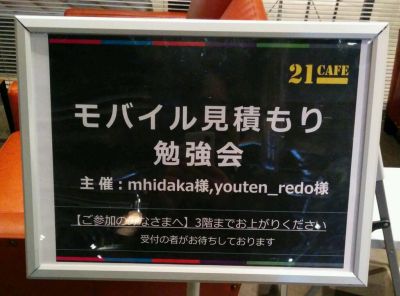 21 CAFE
モバイル見積もり
勉強会
主 催：mhidaka様,youten_redo様
【ご参加のみなさまへ】3階までお上がりください
受付の者がお待ちしております